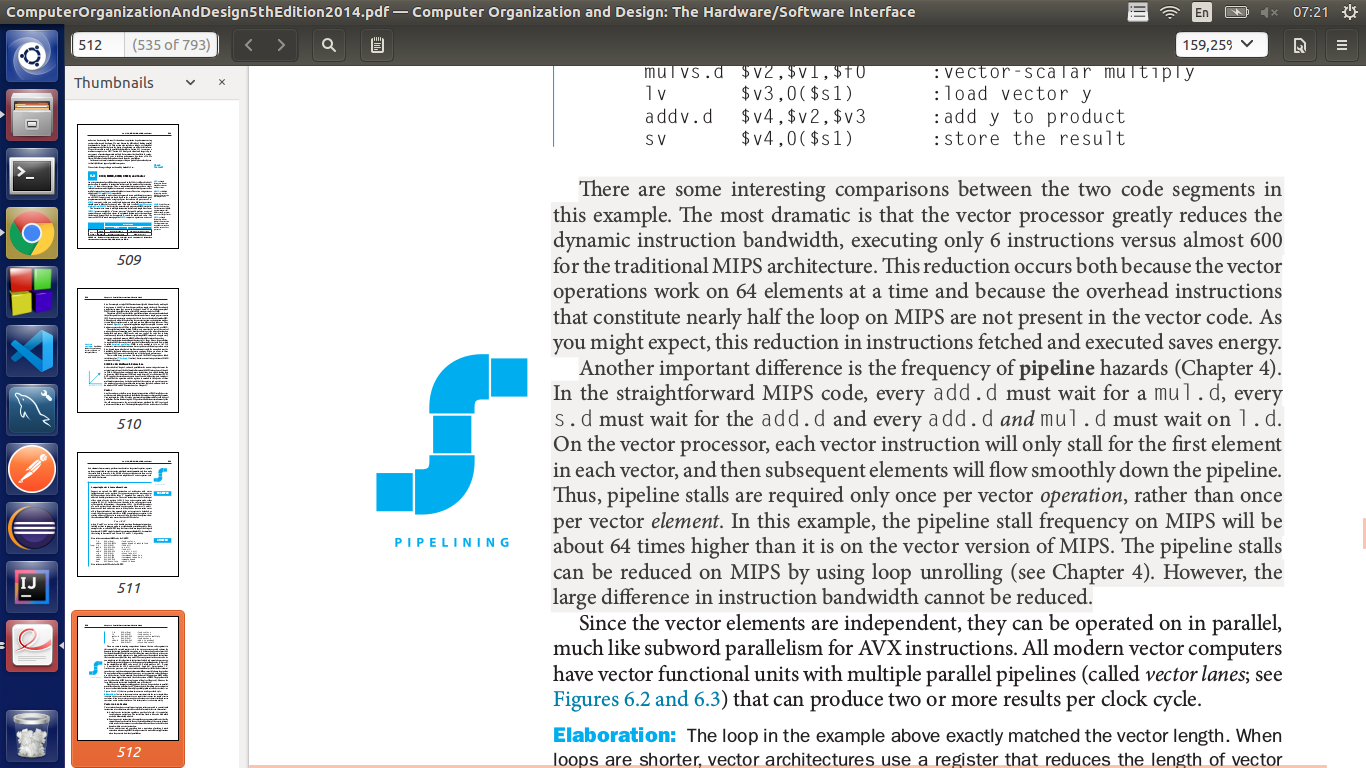 ComputerOrganizationAndDesign5thEdition2014.pdf — Computer Organization and Design: The Hardware/Software Interface
En
07:21
512
(535 of 793)
159,25%
Thumbnails
509
510
511
512
mulvs.d $v2,$v1,$f0 :vector-scalar multiply
lv $v3,0($s1) :load vector y
addv.d $v4,$v2,$v3 :add y to product
sv $v4,0($s1) :store the result
There are some interesting comparisons between the two code segments in
this example. The most dramatic is that the vector processor greatly reduces the
dynamic instruction bandwidth, executing only 6 instructions versus almost 600
for the traditional MIPS architecture. This reduction occurs both because the vector
operations work on 64 elements at a time and because the overhead instructions
that constitute nearly half the loop on MIPS are not present in the vector code. As
you might expect, this reduction in instructions fetched and executed saves energy.
Another important difference is the frequency of pipeline hazards (Chapter 4).
In the straightforward MIPS code, every add.d must wait for a mul.d, every
s.d must wait for the add.d and every add.d and mul.d must wait on l.d.
On the vector processor, each vector instruction will only stall for the first element
in each vector, and then subsequent elements will flow smoothly down the pipeline.
Thus, pipeline stalls are required only once per vector operation, rather than once
per vector element. In this example, the pipeline stall frequency on MIPS will be
about 64 times higher than it is on the vector version of MIPS. The pipeline stalls
can be reduced on MIPS by using loop unrolling (see Chapter 4). However, the
large difference in instruction bandwidth cannot be reduced.
PIPELINING
Since the vector elements are independent, they can be operated on in parallel,
much like subword parallelism for AVX instructions. All modern vector computers
have vector functional units with multiple parallel pipelines (called vector lanes; see
Figures 6.2 and 6.3) that can produce two or more results per clock cycle.
Elaboration: The loop in the example above exactly matched the vector length. When
loops are shorter, vector architectures use a register that reduces the length of vector